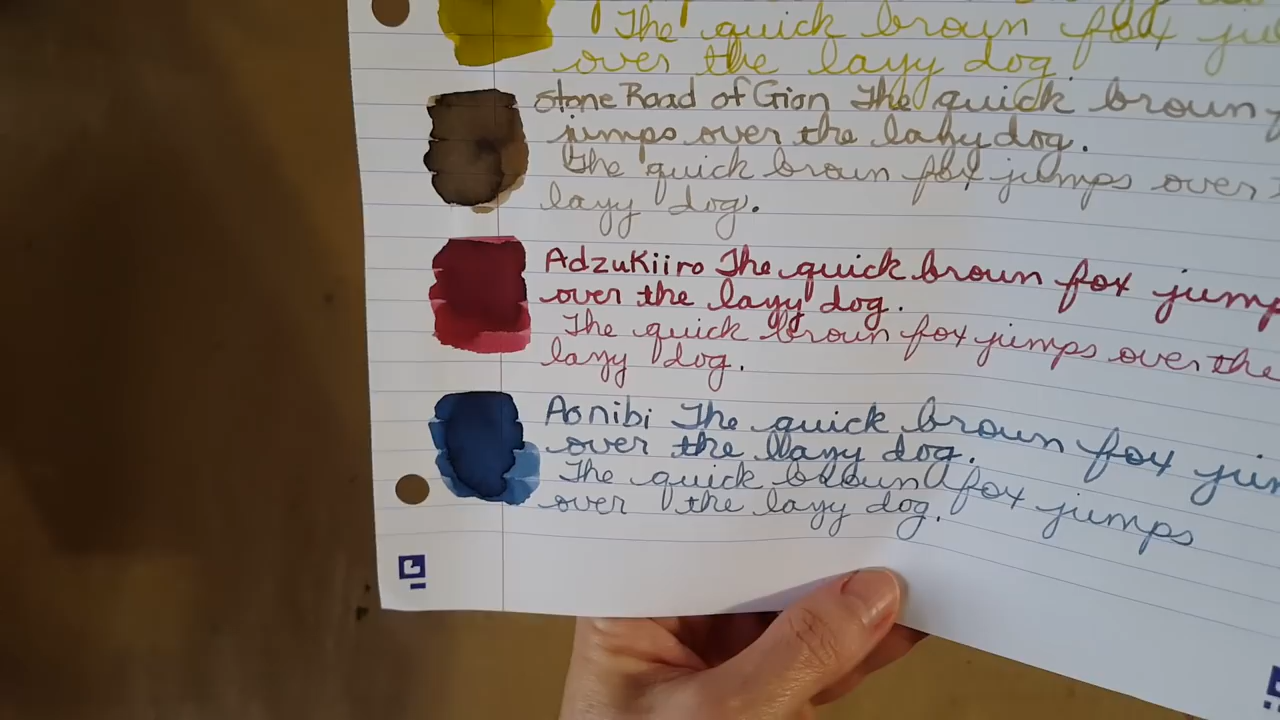 The quick brown fox ju
over the lazy dog
Stone Road of Gion The quick brown f
jumps over the lazy dog.
The quick brown fox jumps over t
lazy dog.
Adzukiiro The quick brown fox jump
over the lazy dog.
The quick brown fox jumps over the
lazy dog.
Aonibi The quick brown fox jum
over the lazy dog.
The quick brown fox jumps
over the lazy dog.